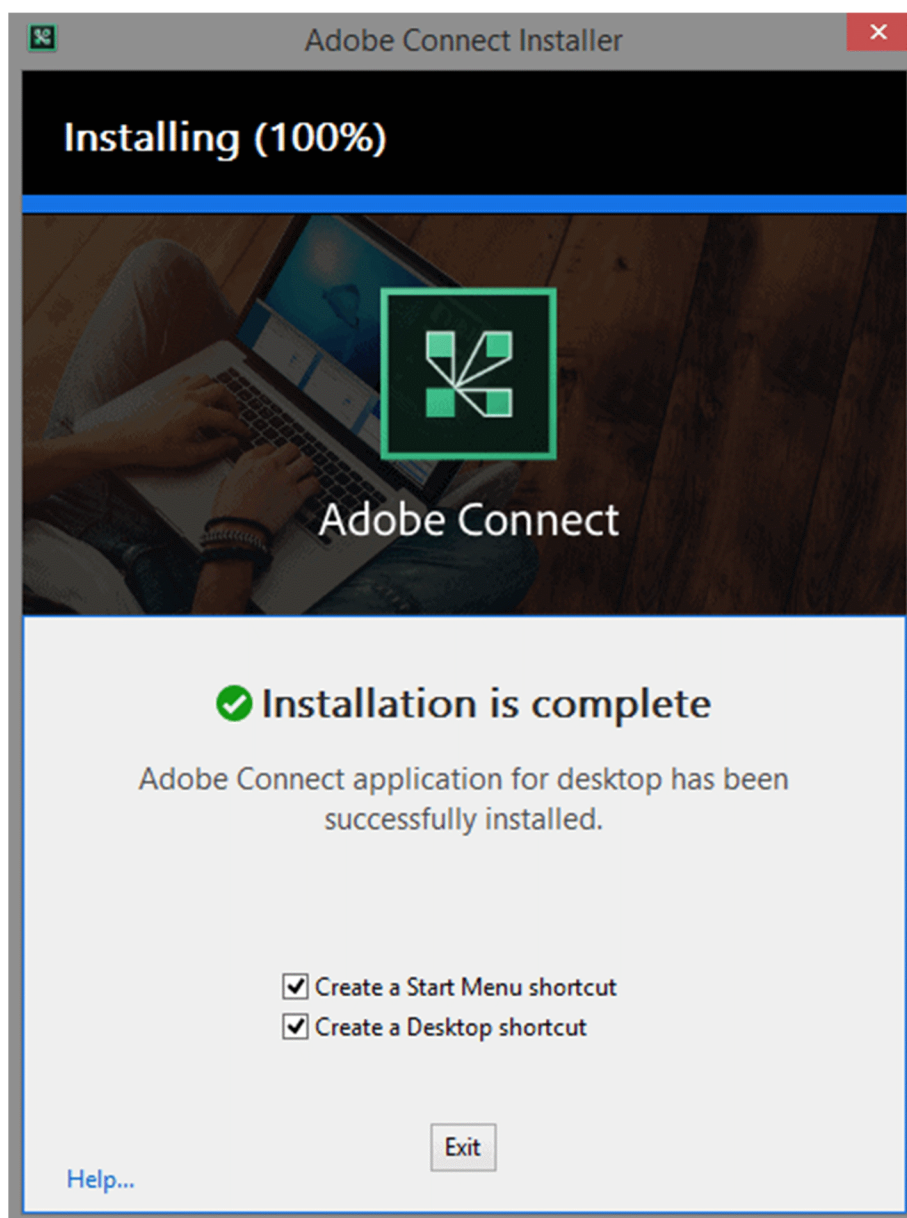 Adobe Connect Installer
Installing (100%)
Adobe Connect
Installation is complete
Adobe Connect application for desktop has been
successfully installed.
Create a Start Menu shortcut
Create a Desktop shortcut
Exit
Help...